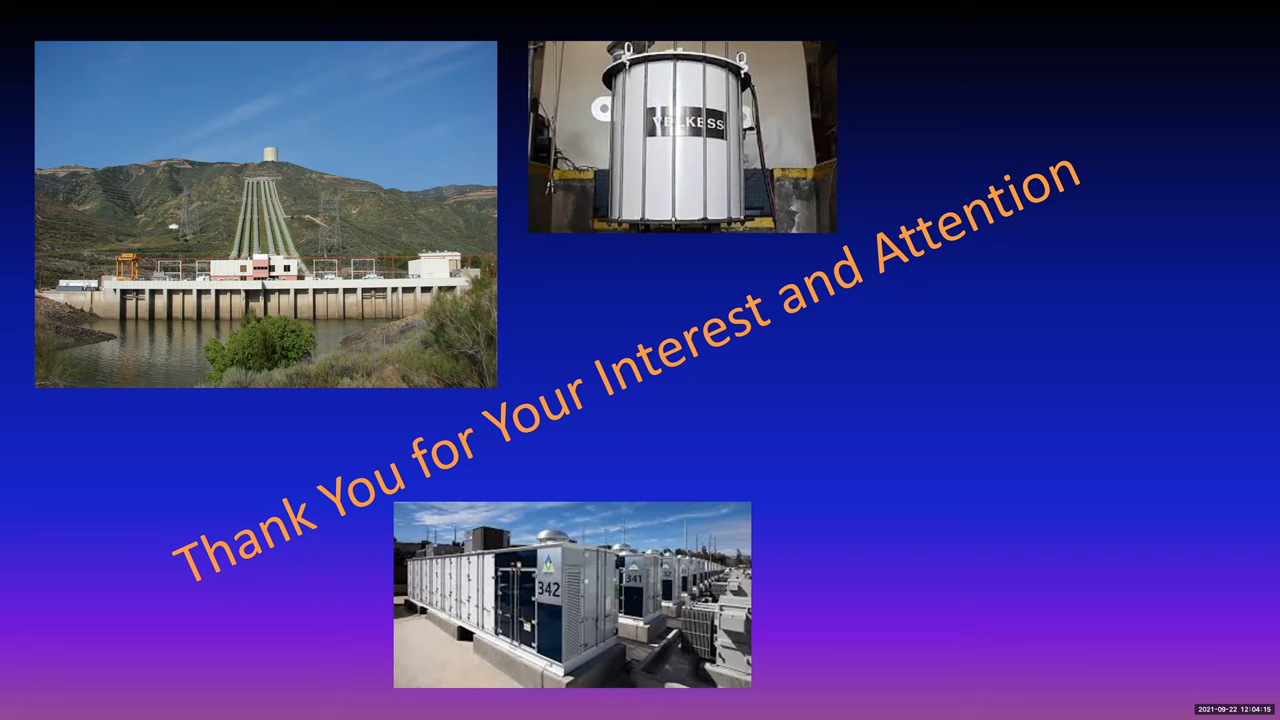 VELKESS
Thank You for Your Interest and Attention
342
341
2021-09-22 12:04:15